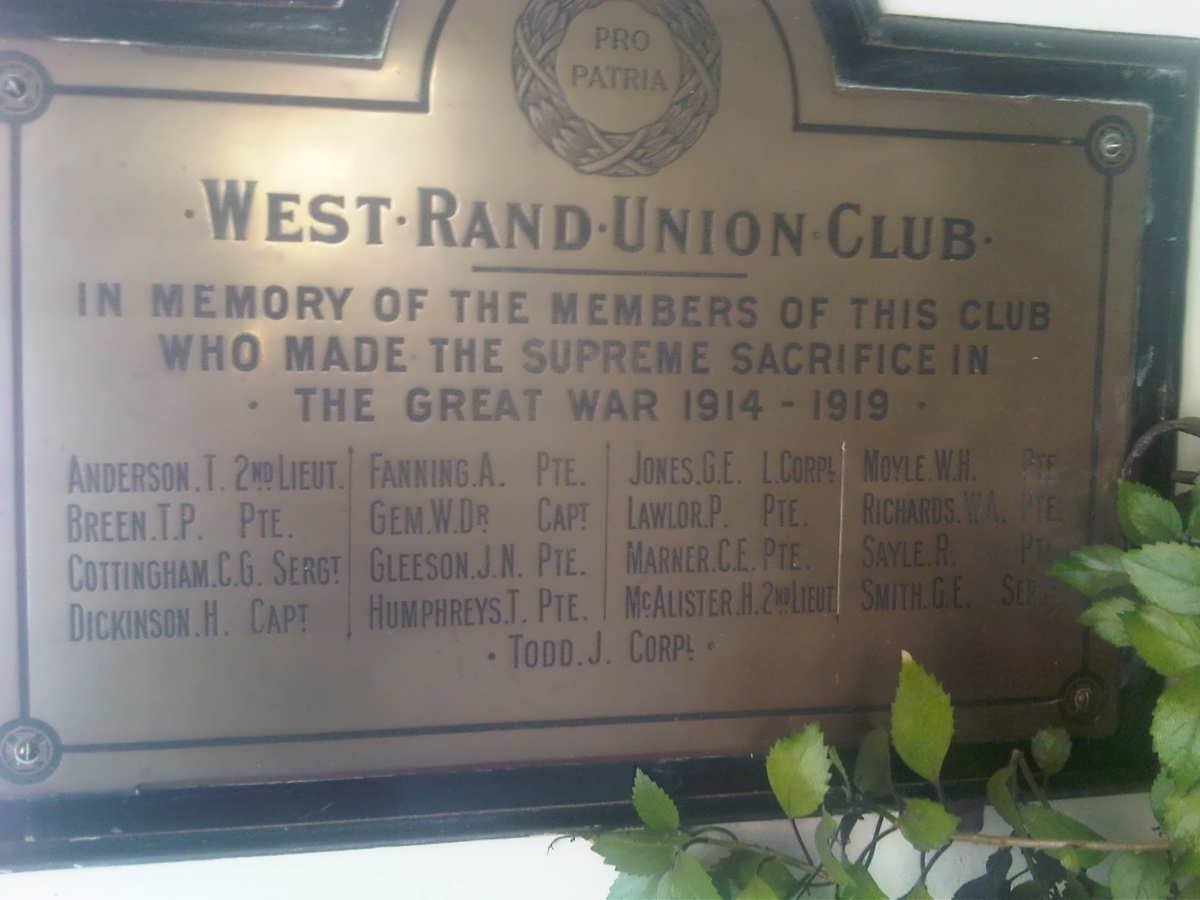 PRO
PATRIA
·WEST·RAND·UNION·CLUB·
IN MEMORY OF THE MEMBERS OF THIS CLUB
WHO MADE THE SUPREME SACRIFICE IN
· THE GREAT WAR 1914 - 1919 ·
ANDERSON.T. 2ND LIEUT. FANNING.A. PTE. JONES.G.E. L.CORPL MOYLE.W.H. PTE
BREEN.T.P. PTE. GEM.W.DR CAPT LAWLOR.P. PTE. RICHARDS.W.A. PTE.
COTTINGHAM.C.G. SERGT GLEESON.J.N. PTE. MARNER.C.E. PTE. SAYLE.R. PTE
DICKINSON.H. CAPT HUMPHREYS.T. PTE. MCALISTER.H. 2ND LIEUT SMITH.G.E.
· TODD.J. CORPL ·